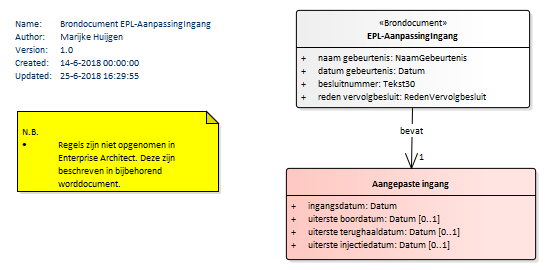 Name: Brondocument EPL-AanpassingIngang
Author: Marijke Huijgen
Version: 1.0
Created: 14-6-2018 00:00:00
Updated: 25-6-2018 16:29:55
N.B.
• Regels zijn niet opgenomen in
Enterprise Architect. Deze zijn
beschreven in bijbehorend
worddocument.
«Brondocument»
EPL-AanpassingIngang
+ naam gebeurtenis: NaamGebeurtenis
+ datum gebeurtenis: Datum
+ besluitnummer: Tekst30
+ reden vervolgbesluit: RedenVervolgbesluit
bevat
1
Aangepaste ingang
+ ingangsdatum: Datum
+ uiterste boordatum: Datum [0..1]
+ uiterste terughaaldatum: Datum [0..1]
+ uiterste injectiedatum: Datum [0..1]